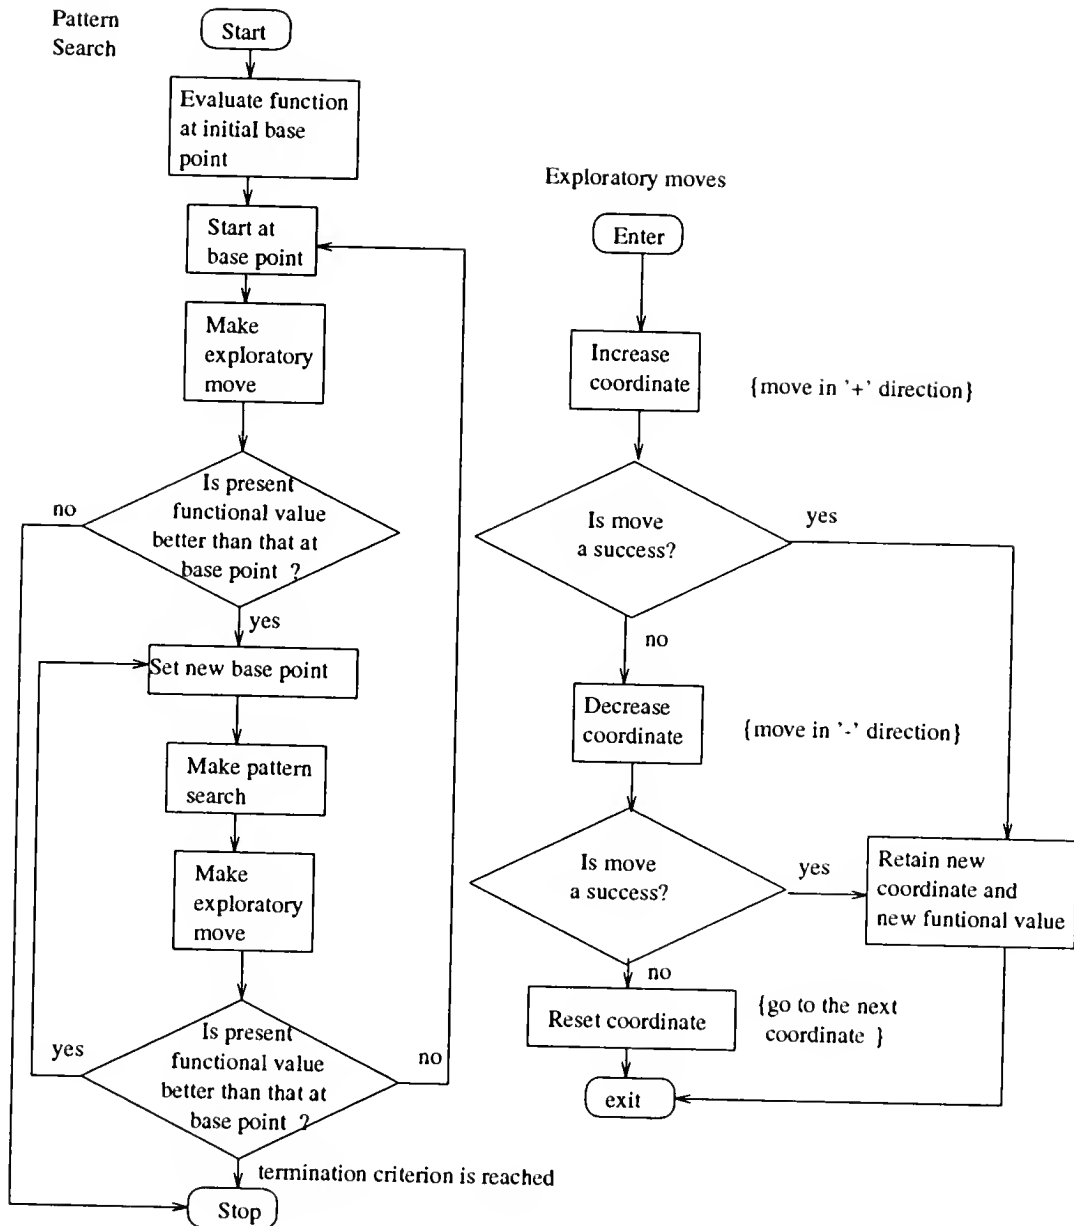 Pattern
Search
Start
Evaluate function
at initial base
point
Start at
base point
Make
exploratory
move
Is present
functional value
better than that at
base point ?
no
yes
Set new base point
Make pattern
search
Make
exploratory
move
Is present
functional value
better than that at
base point ?
yes
no
termination criterion is reached
Stop
Exploratory moves
Enter
Increase
coordinate
{move in '+' direction}
Is move
a success?
yes
no
Decrease
coordinate
{move in '-' direction}
Is move
a success?
yes
Retain new
coordinate and
new funtional value
no
Reset coordinate
{go to the next
coordinate }
exit